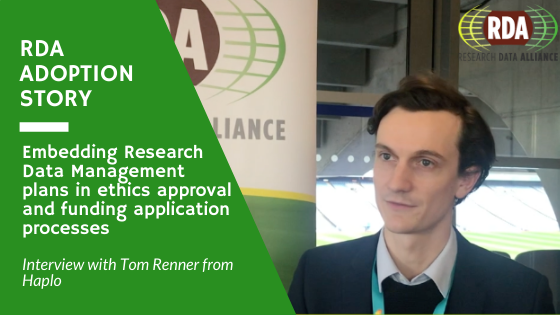 RDA
ADOPTION
STORY
Embedding Research
Data Management
plans in ethics approval
and funding application
processes
Interview with Tom Renner from
Haplo
DA
ALLIANCE
RDA
RESEARCH DATA ALLIANCE